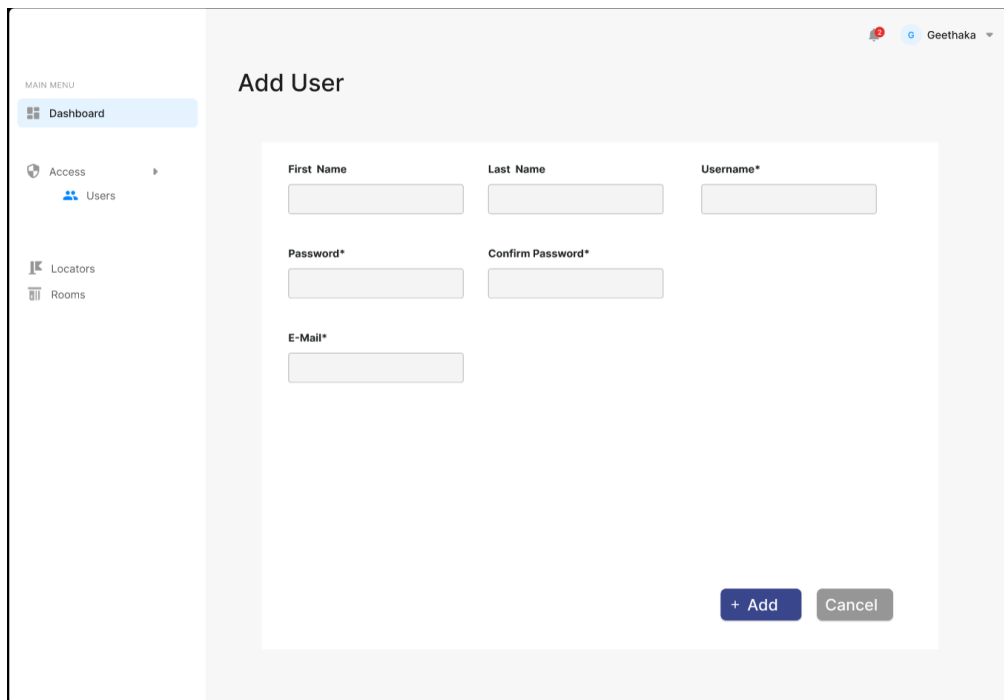 2
G Geethaka
MAIN MENU
Add User
Dashboard
Access
Users
Locators
Rooms
First Name Last Name Username*
Password* Confirm Password*
E-Mail*
+ Add Cancel